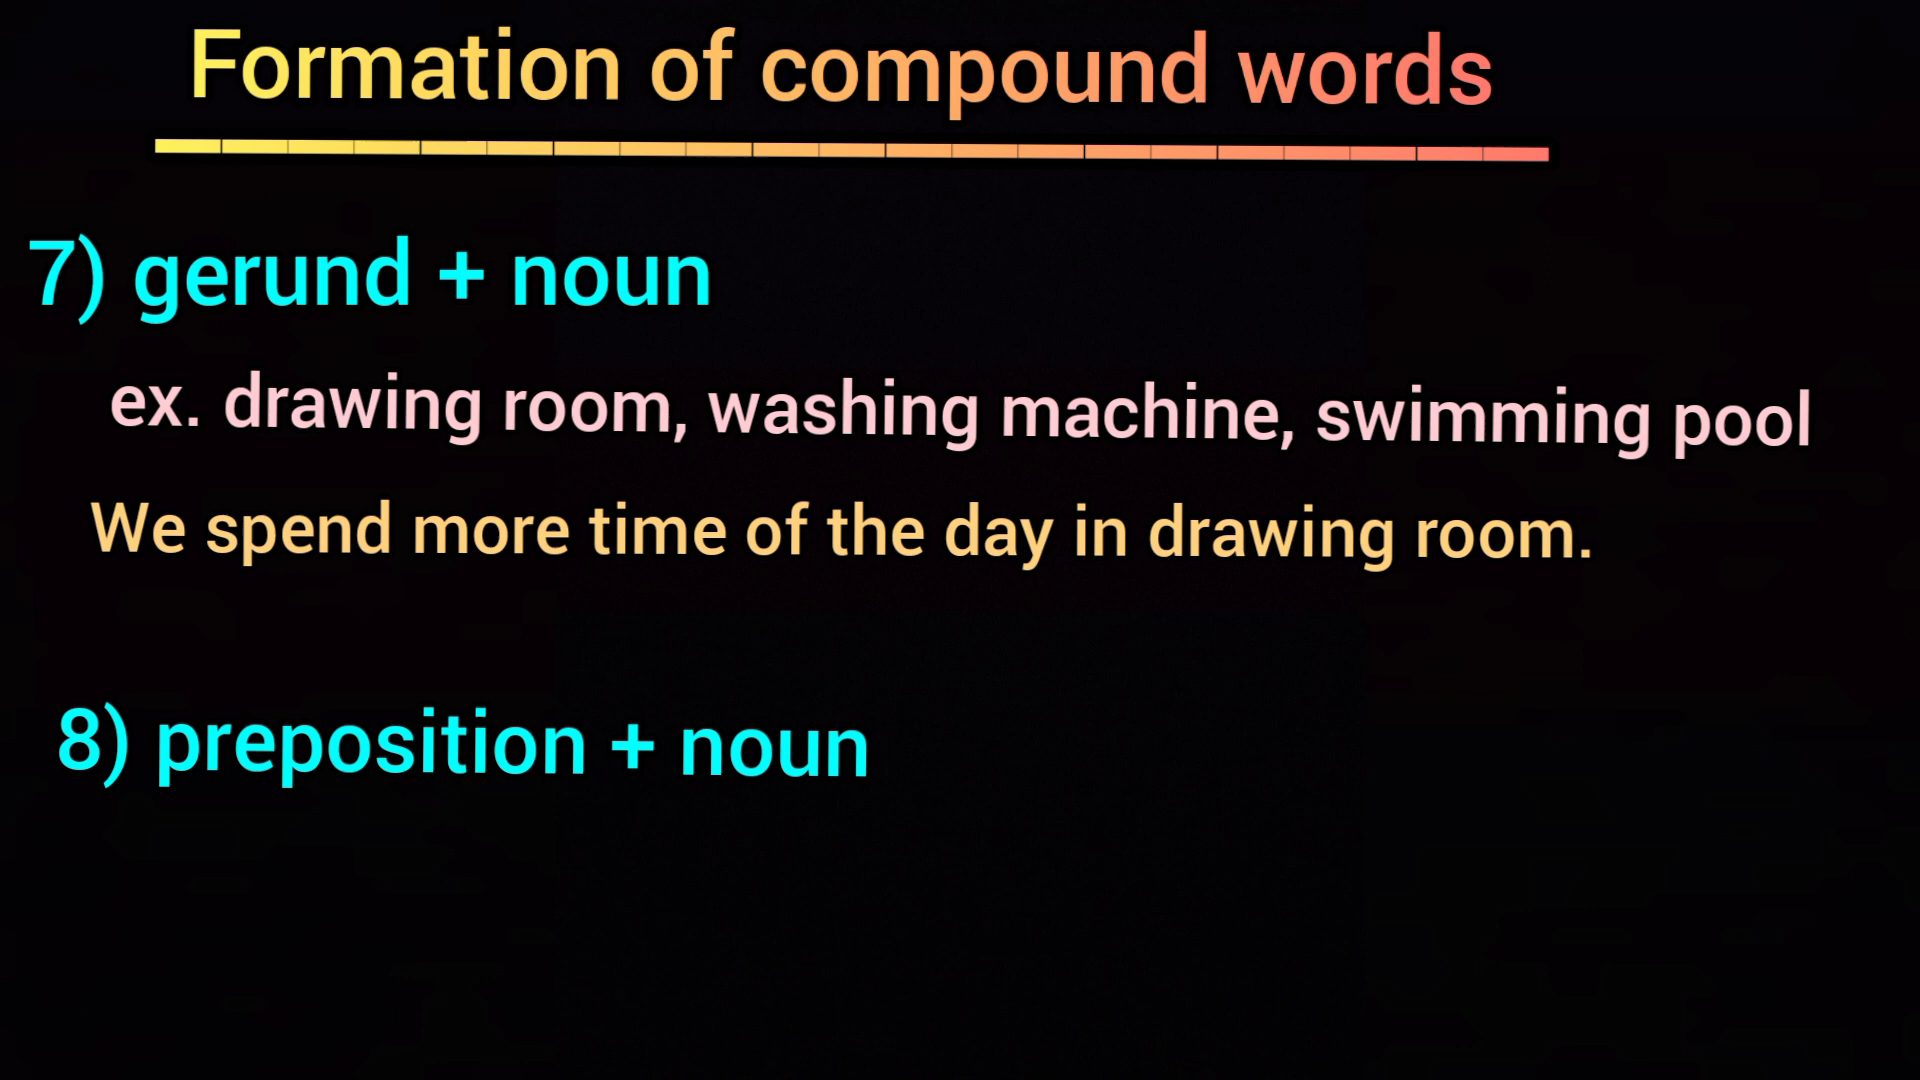 Formation of compound words
7) gerund + noun
ex. drawing room, washing machine, swimming pool
We spend more time of the day in drawing room.
8) preposition + noun